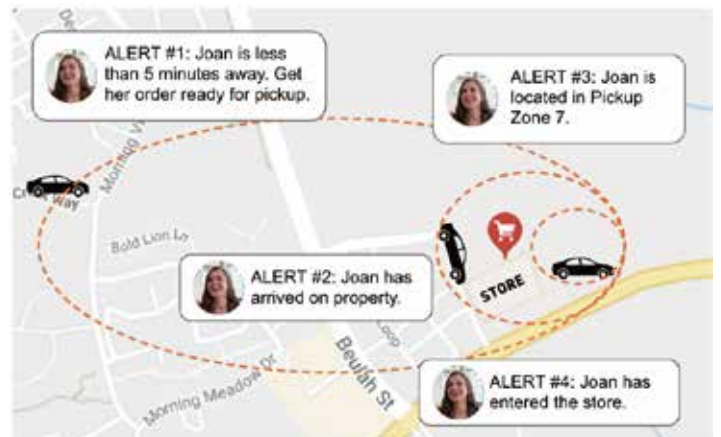 ALERT #1: Joan is less
than 5 minutes away. Get
her order ready for pickup.
ALERT #3: Joan is
located in Pickup
Zone 7.
Way
Bold Lion Ln
ALERT #2: Joan has
arrived on property.
STORE
Loop
Beulah St
Morning Meadow Dr
ALERT #4: Joan has
entered the store.